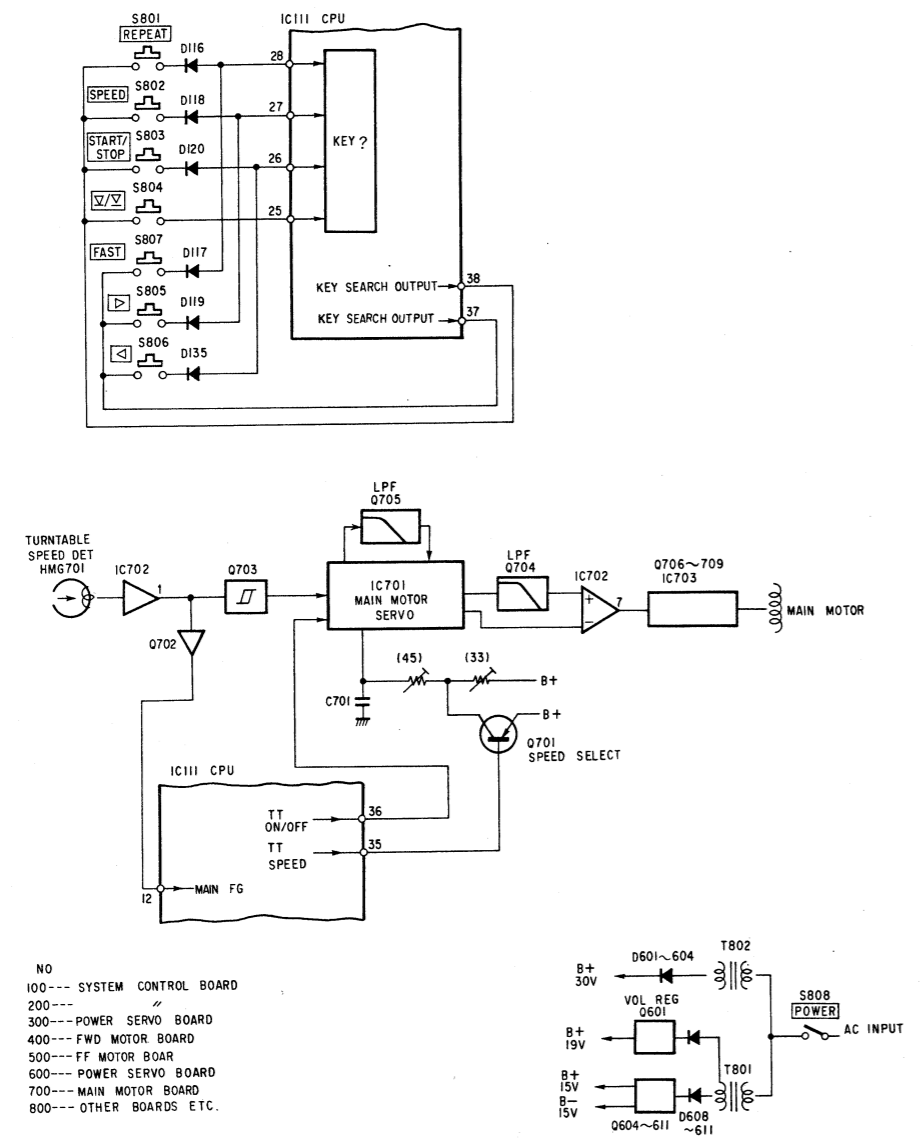 S801
REPEAT
D116
IC111 CPU
28
SPEED
S802
D118
27
KEY?
START/
STOP
S803
D120
26
S804
25
FAST
S807
D117
S805
D119
S806
D135
KEY SEARCH OUTPUT
38
KEY SEARCH OUTPUT
37
LPF
Q705
TURNTABLE
SPEED DET
HMG701
IC702
1
Q703
IC701
MAIN MOTOR
SERVO
LPF
Q704
IC702
+
−
7
Q706~709
IC703
MAIN MOTOR
Q702
(45)
(33)
B+
C701
B+
Q701
SPEED SELECT
IC111 CPU
TT
ON/OFF
36
TT
SPEED
35
12
MAIN FG
NO
100--- SYSTEM CONTROL BOARD
200--- 〃
300---POWER SERVO BOARD
400---FWD MOTOR BOARD
500---FF MOTOR BOAR
600---POWER SERVO BOARD
700---MAIN MOTOR BOARD
800---OTHER BOARDS ETC.
B+
30V
D601~604
T802
VOL REG
Q601
B+
19V
S808
POWER
AC INPUT
B+
15V
B−
15V
T801
Q604~611
D608
~611